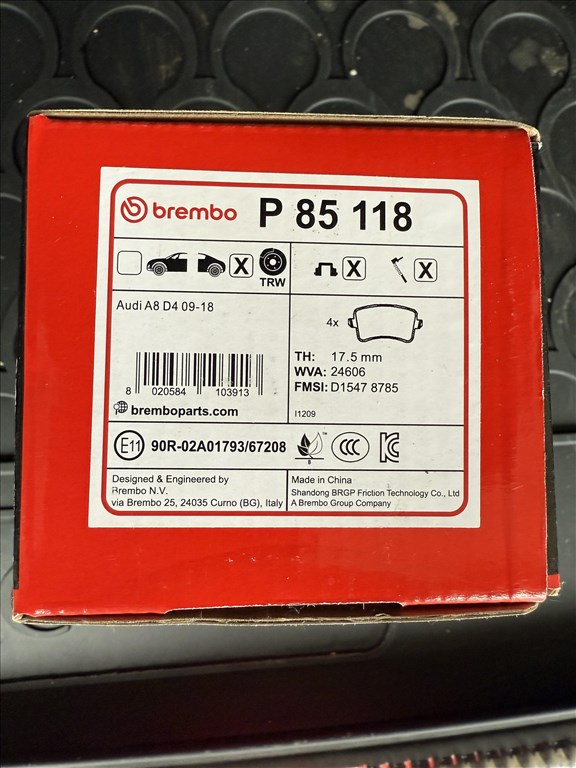 brembo P 85 118
X TRW X X
Audi A8 D4 09-18
4x
TH: 17.5 mm
WVA: 24606
FMSI: D1547 8785
8 020584 103913
I1209
bremboparts.com
E11 90R-02A01793/67208
B
CCC
KC
Designed & Engineered by
Brembo N.V.
via Brembo 25, 24035 Curno (BG), Italy
Made in China
Shandong BRGP Friction Technology Co., Ltd
A Brembo Group Company